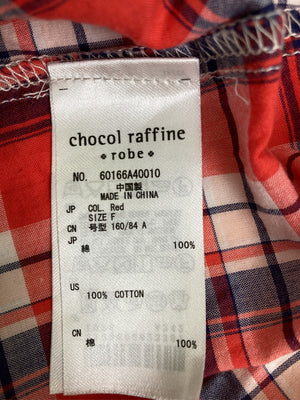 chocol raffine
robe
NO. 60166A40010
中国製
MADE IN CHINA
JP COL. Red
SIZE F
CN 号型 160/84 A
JP
綿 100%
US
100% COTTON
CN
棉 100%